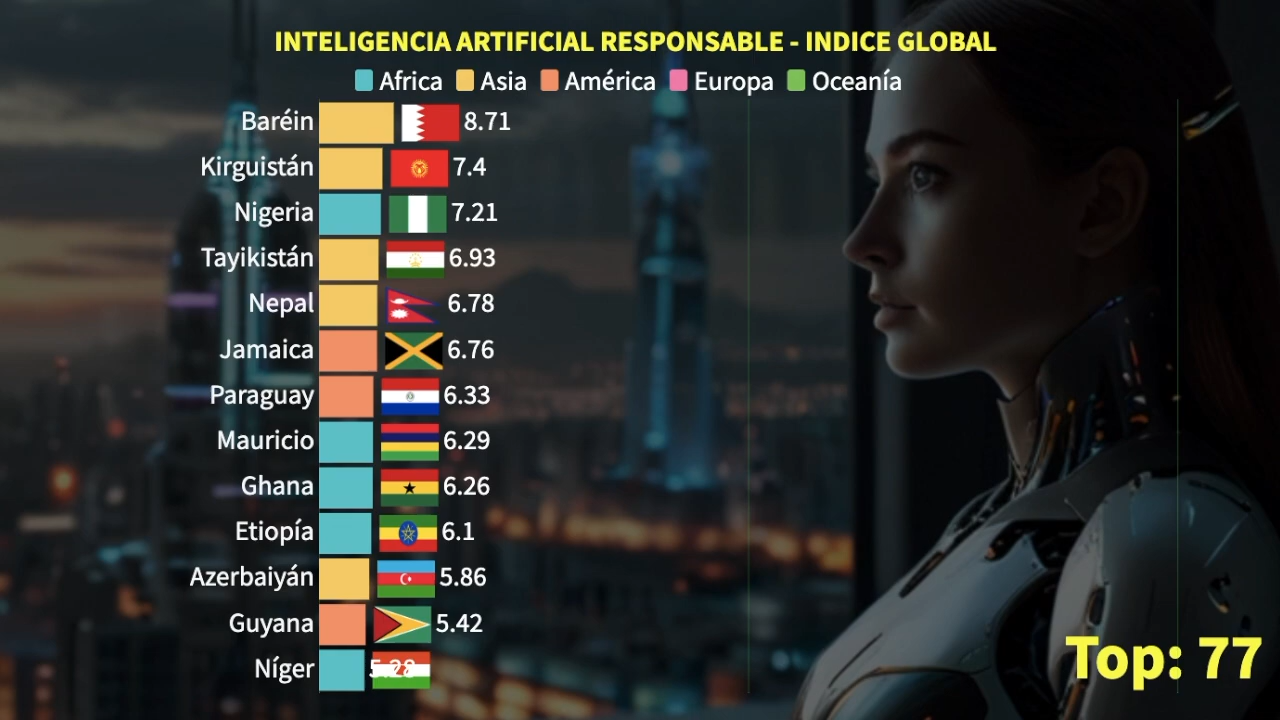 INTELIGENCIA ARTIFICIAL RESPONSABLE - INDICE GLOBAL
Africa Asia América Europa Oceanía
Baréin 8.71
Kirguistán 7.4
Nigeria 7.21
Tayikistán 6.93
Nepal 6.78
Jamaica 6.76
Paraguay 6.33
Mauricio 6.29
Ghana 6.26
Etiopía 6.1
Azerbaiyán 5.86
Guyana 5.42
Níger 5.28
Top: 77